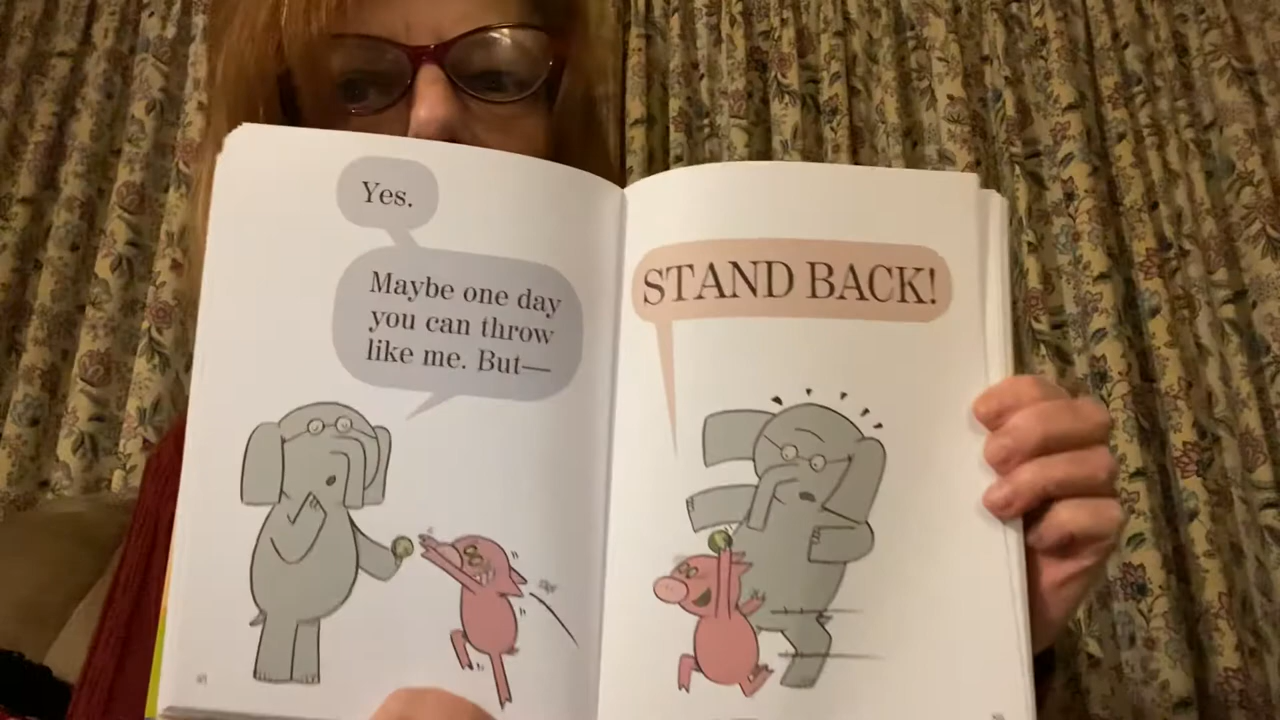 Yes.
Maybe one day
you can throw
like me. But—
STAND BACK!